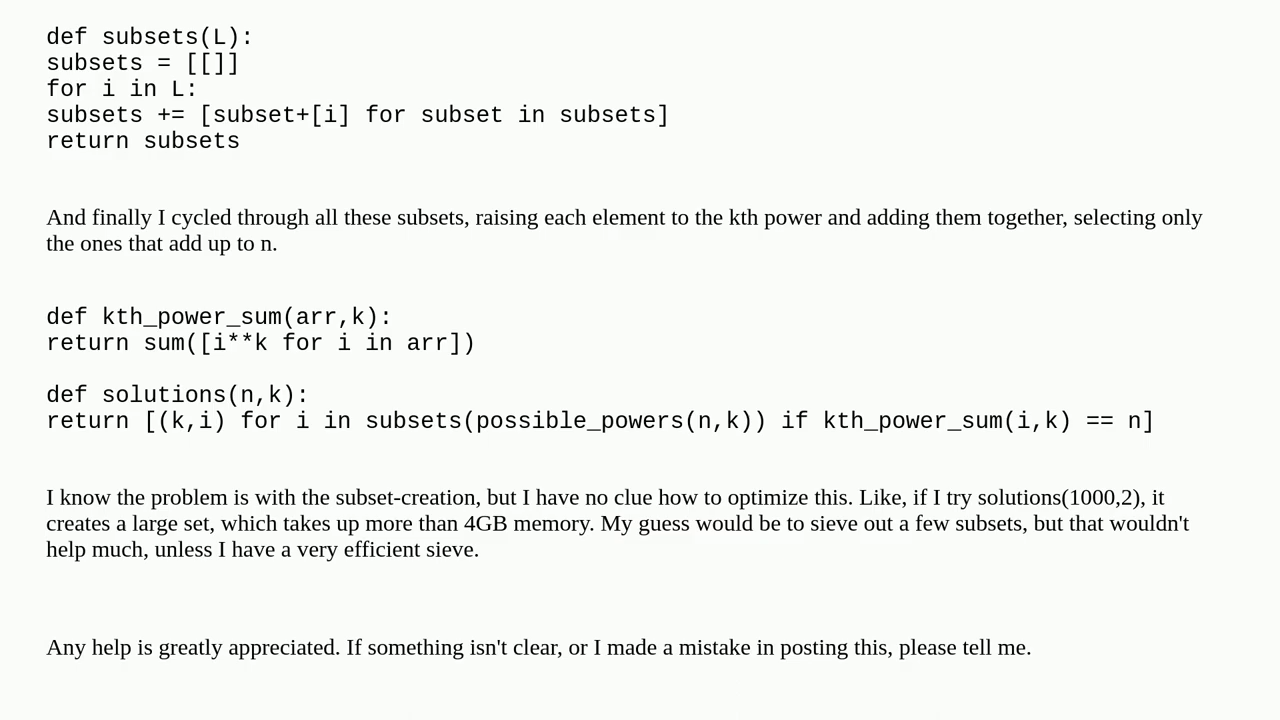 def subsets(L):
subsets = [[]]
for i in L:
subsets += [subset+[i] for subset in subsets]
return subsets
And finally I cycled through all these subsets, raising each element to the kth power and adding them together, selecting only
the ones that add up to n.
def kth_power_sum(arr,k):
return sum([i**k for i in arr])
def solutions(n,k):
return [(k,i) for i in subsets(possible_powers(n,k)) if kth_power_sum(i,k) == n]
I know the problem is with the subset-creation, but I have no clue how to optimize this. Like, if I try solutions(1000,2), it
creates a large set, which takes up more than 4GB memory. My guess would be to sieve out a few subsets, but that wouldn't
help much, unless I have a very efficient sieve.
Any help is greatly appreciated. If something isn't clear, or I made a mistake in posting this, please tell me.